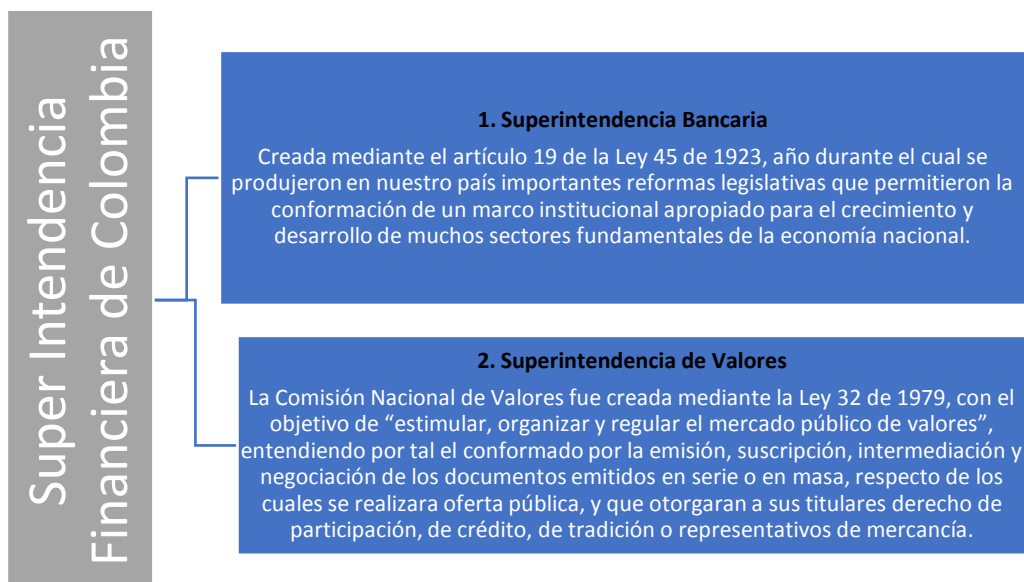 Super Intendencia
Financiera de Colombia
1. Superintendencia Bancaria
Creada mediante el artículo 19 de la Ley 45 de 1923, año durante el cual se
produjeron en nuestro país importantes reformas legislativas que permitieron la
conformación de un marco institucional apropiado para el crecimiento y
desarrollo de muchos sectores fundamentales de la economía nacional.
2. Superintendencia de Valores
La Comisión Nacional de Valores fue creada mediante la Ley 32 de 1979, con el
objetivo de “estimular, organizar y regular el mercado público de valores”,
entendiendo por tal el conformado por la emisión, suscripción, intermediación y
negociación de los documentos emitidos en serie o en masa, respecto de los
cuales se realizara oferta pública, y que otorgaran a sus titulares derecho de
participación, de crédito, de tradición o representativos de mercancía.